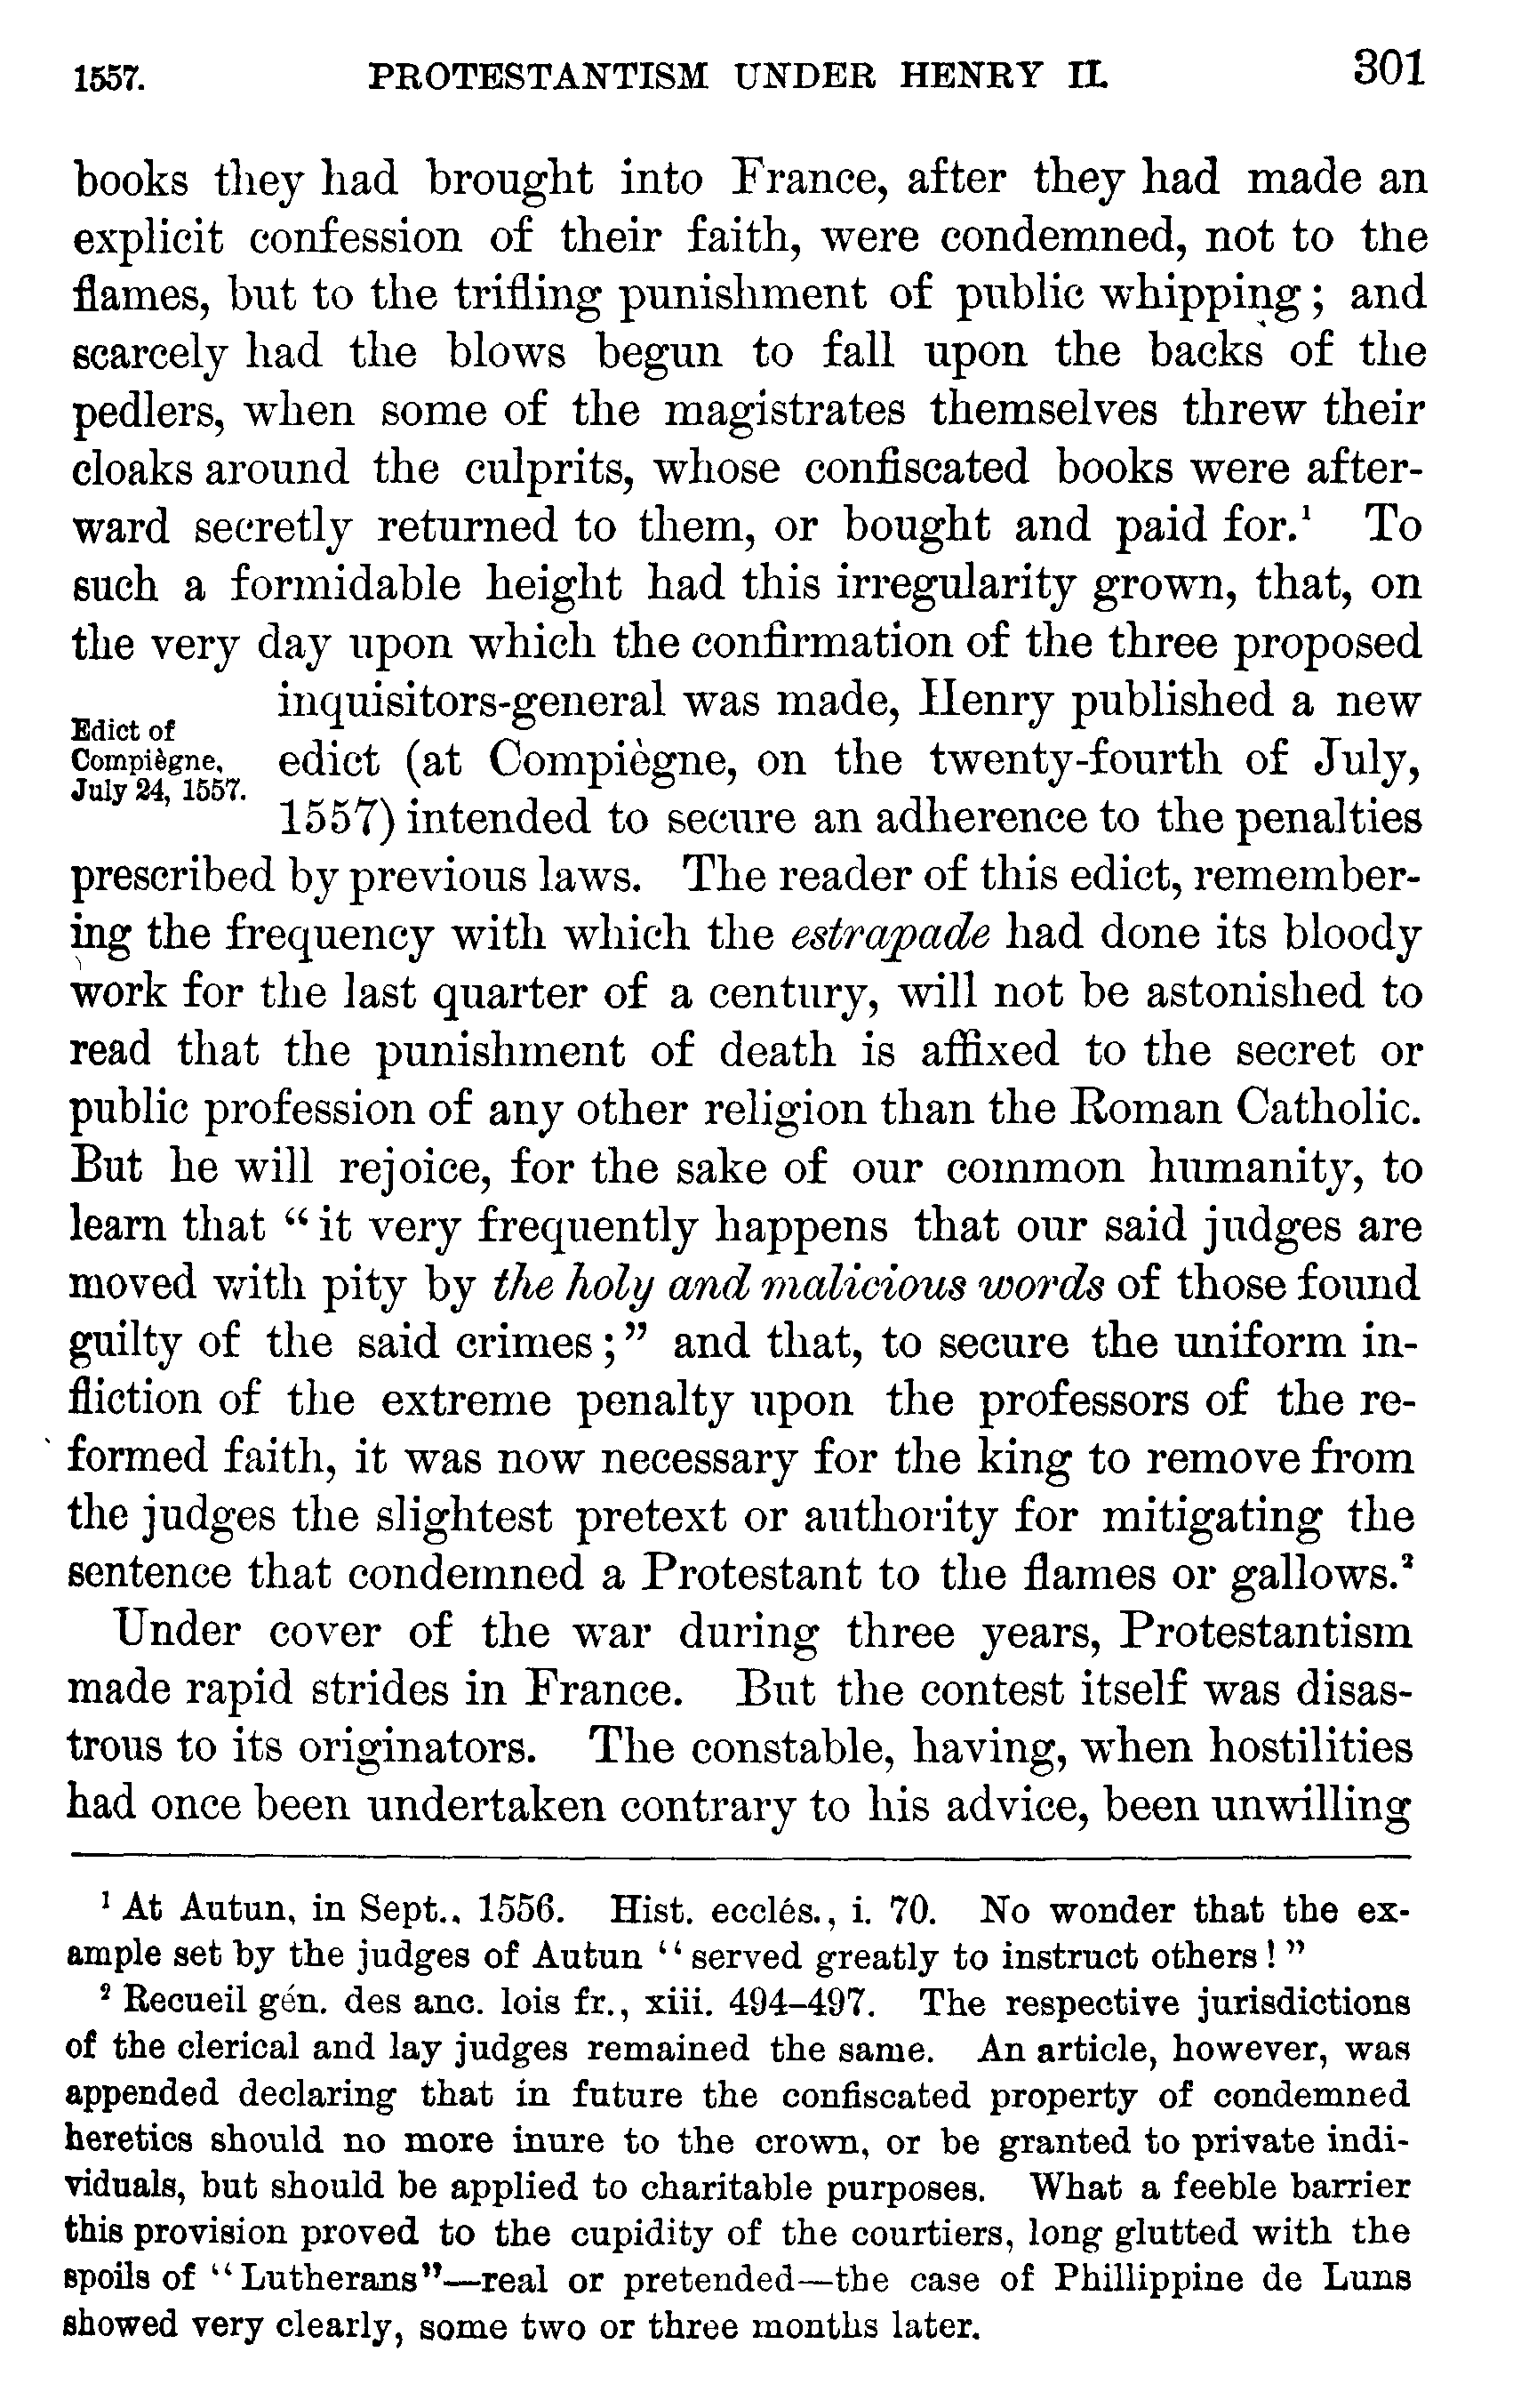 1557. PROTESTANTISM UNDER HENRY II. 301
books they had brought into France, after they had made an
explicit confession of their faith, were condemned, not to the
flames, but to the trifling punishment of public whipping; and
scarcely had the blows begun to fall upon the backs of the
pedlers, when some of the magistrates themselves threw their
cloaks around the culprits, whose confiscated books were after-
ward secretly returned to them, or bought and paid for.¹ To
such a formidable height had this irregularity grown, that, on
the very day upon which the confirmation of the three proposed
inquisitors-general was made, Henry published a new
Edict of
Compiègne,
July 24, 1557.
edict (at Compiègne, on the twenty-fourth of July,
1557) intended to secure an adherence to the penalties
prescribed by previous laws. The reader of this edict, remember-
ing the frequency with which the estrapade had done its bloody
work for the last quarter of a century, will not be astonished to
read that the punishment of death is affixed to the secret or
public profession of any other religion than the Roman Catholic.
But he will rejoice, for the sake of our common humanity, to
learn that “it very frequently happens that our said judges are
moved with pity by the holy and malicious words of those found
guilty of the said crimes;” and that, to secure the uniform in-
fliction of the extreme penalty upon the professors of the re-
formed faith, it was now necessary for the king to remove from
the judges the slightest pretext or authority for mitigating the
sentence that condemned a Protestant to the flames or gallows.²
Under cover of the war during three years, Protestantism
made rapid strides in France. But the contest itself was disas-
trous to its originators. The constable, having, when hostilities
had once been undertaken contrary to his advice, been unwilling
¹ At Autun, in Sept., 1556. Hist. ecclés., i. 70. No wonder that the ex-
ample set by the judges of Autun “served greatly to instruct others!”
² Recueil gén. des anc. lois fr., xiii. 494–497. The respective jurisdictions
of the clerical and lay judges remained the same. An article, however, was
appended declaring that in future the confiscated property of condemned
heretics should no more inure to the crown, or be granted to private indi-
viduals, but should be applied to charitable purposes. What a feeble barrier
this provision proved to the cupidity of the courtiers, long glutted with the
spoils of “Lutherans”—real or pretended—the case of Phillippine de Luns
showed very clearly, some two or three months later.